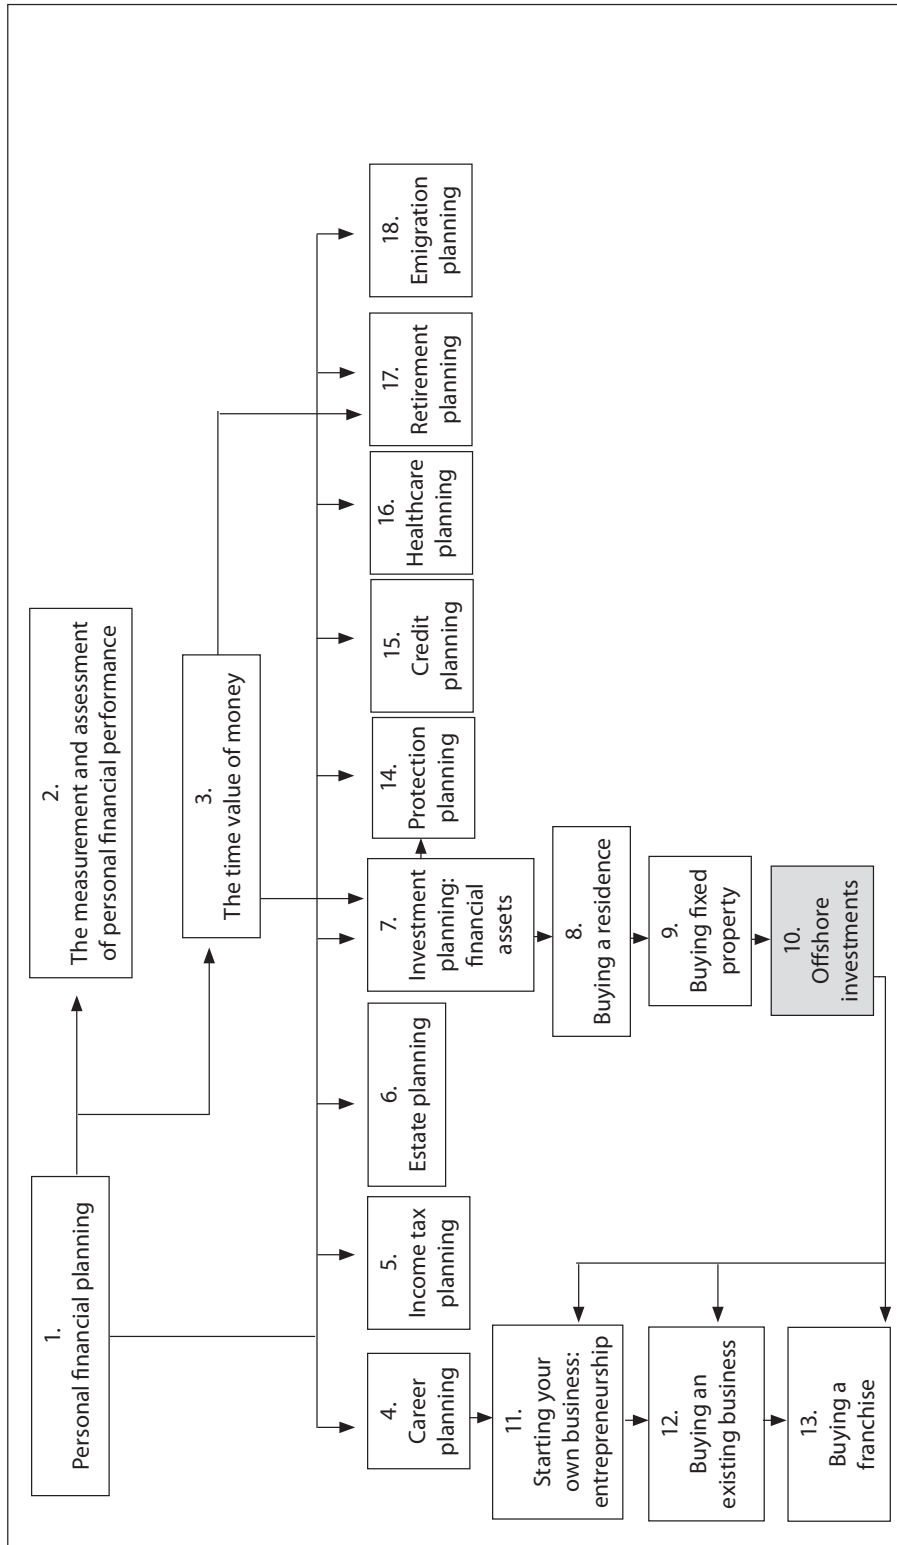 1.
Personal financial planning
2.
The measurement and assessment
of personal financial performance
3.
The time value of money
4.
Career
planning
5.
Income tax
planning
6.
Estate planning
7.
Investment
planning:
financial
assets
14.
Protection
planning
15.
Credit
planning
16.
Healthcare
planning
17.
Retirement
planning
18.
Emigration
planning
11.
Starting your
own business:
entrepreneurship
8.
Buying a residence
12.
Buying an
existing business
9.
Buying fixed
property
13.
Buying a
franchise
10.
Offshore
investments